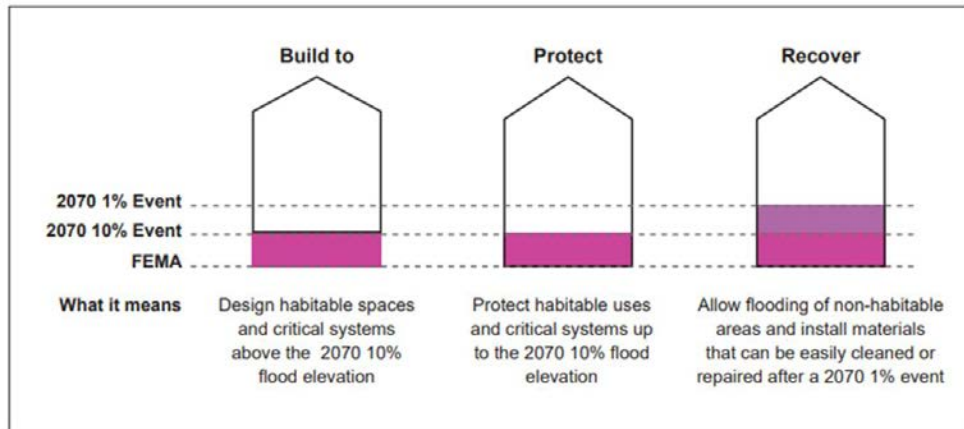 Build to
Protect
Recover
2070 1% Event
2070 10% Event
FEMA
What it means
Design habitable spaces
and critical systems
above the 2070 10%
flood elevation
Protect habitable uses
and critical systems up
to the 2070 10% flood
elevation
Allow flooding of non-habitable
areas and install materials
that can be easily cleaned or
repaired after a 2070 1% event